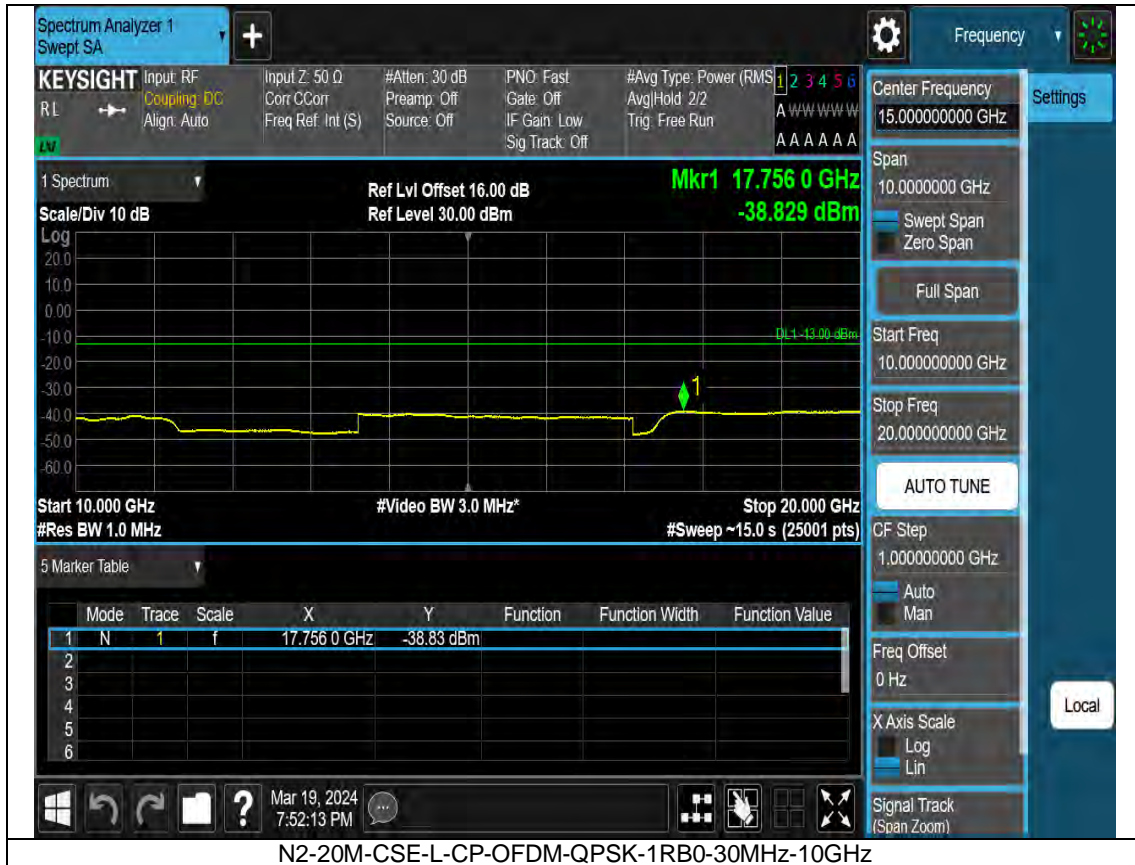 Spectrum Analyzer 1
Swept SA
Frequency
KEYSIGHT
RL
Input: RF
Coupling: DC
Align: Auto
Input Z: 50 Ω
Corr CCorr
Freq Ref: Int (S)
#Atten: 30 dB
Preamp: Off
Source: Off
PNO: Fast
Gate: Off
IF Gain: Low
Sig Track: Off
#Avg Type: Power (RMS
Avg|Hold: 2/2
Trig: Free Run
1 2 3 4 5 6
A W W W W W
A A A A A A
1 Spectrum
Scale/Div 10 dB
Ref Lvl Offset 16.00 dB
Ref Level 30.00 dBm
Mkr1 17.756 0 GHz
-38.829 dBm
Log
20.0
10.0
0.00
-10.0
-20.0
-30.0
-40.0
-50.0
-60.0
DL1 -13.00 dBm
1
Start 10.000 GHz
#Res BW 1.0 MHz
#Video BW 3.0 MHz*
Stop 20.000 GHz
#Sweep ~15.0 s (25001 pts)
5 Marker Table
Mode Trace Scale X Y Function Function Width Function Value
1 N 1 f 17.756 0 GHz -38.83 dBm
2
3
4
5
6
Mar 19, 2024
7:52:13 PM
Center Frequency
15.000000000 GHz
Settings
Span
10.0000000 GHz
Swept Span
Zero Span
Full Span
Start Freq
10.000000000 GHz
Stop Freq
20.000000000 GHz
AUTO TUNE
CF Step
1.000000000 GHz
Auto
Man
Freq Offset
0 Hz
X Axis Scale
Log
Lin
Signal Track
(Span Zoom)
Local
N2-20M-CSE-L-CP-OFDM-QPSK-1RB0-30MHz-10GHz